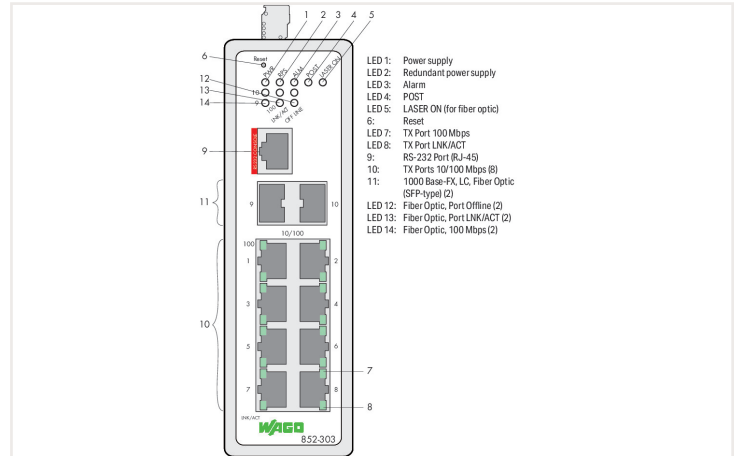 1 2 3 4 5
6
Reset
PWR RPS ALM POST LASER ON
12
13
14
10
9
100 LNK/ACT OFF LINE
9
11
9 10
10/100
100
1 2
3 4
10
5 6
7
7 8
8
LNK/ACT
WAGO
852-303
LED 1: Power supply
LED 2: Redundant power supply
LED 3: Alarm
LED 4: POST
LED 5: LASER ON (for fiber optic)
6: Reset
LED 7: TX Port 100 Mbps
LED 8: TX Port LNK/ACT
9: RS-232 Port (RJ-45)
10: TX Ports 10/100 Mbps (8)
11: 1000 Base-FX, LC, Fiber Optic
(SFP-type) (2)
LED 12: Fiber Optic, Port Offline (2)
LED 13: Fiber Optic, Port LNK/ACT (2)
LED 14: Fiber Optic, 100 Mbps (2)